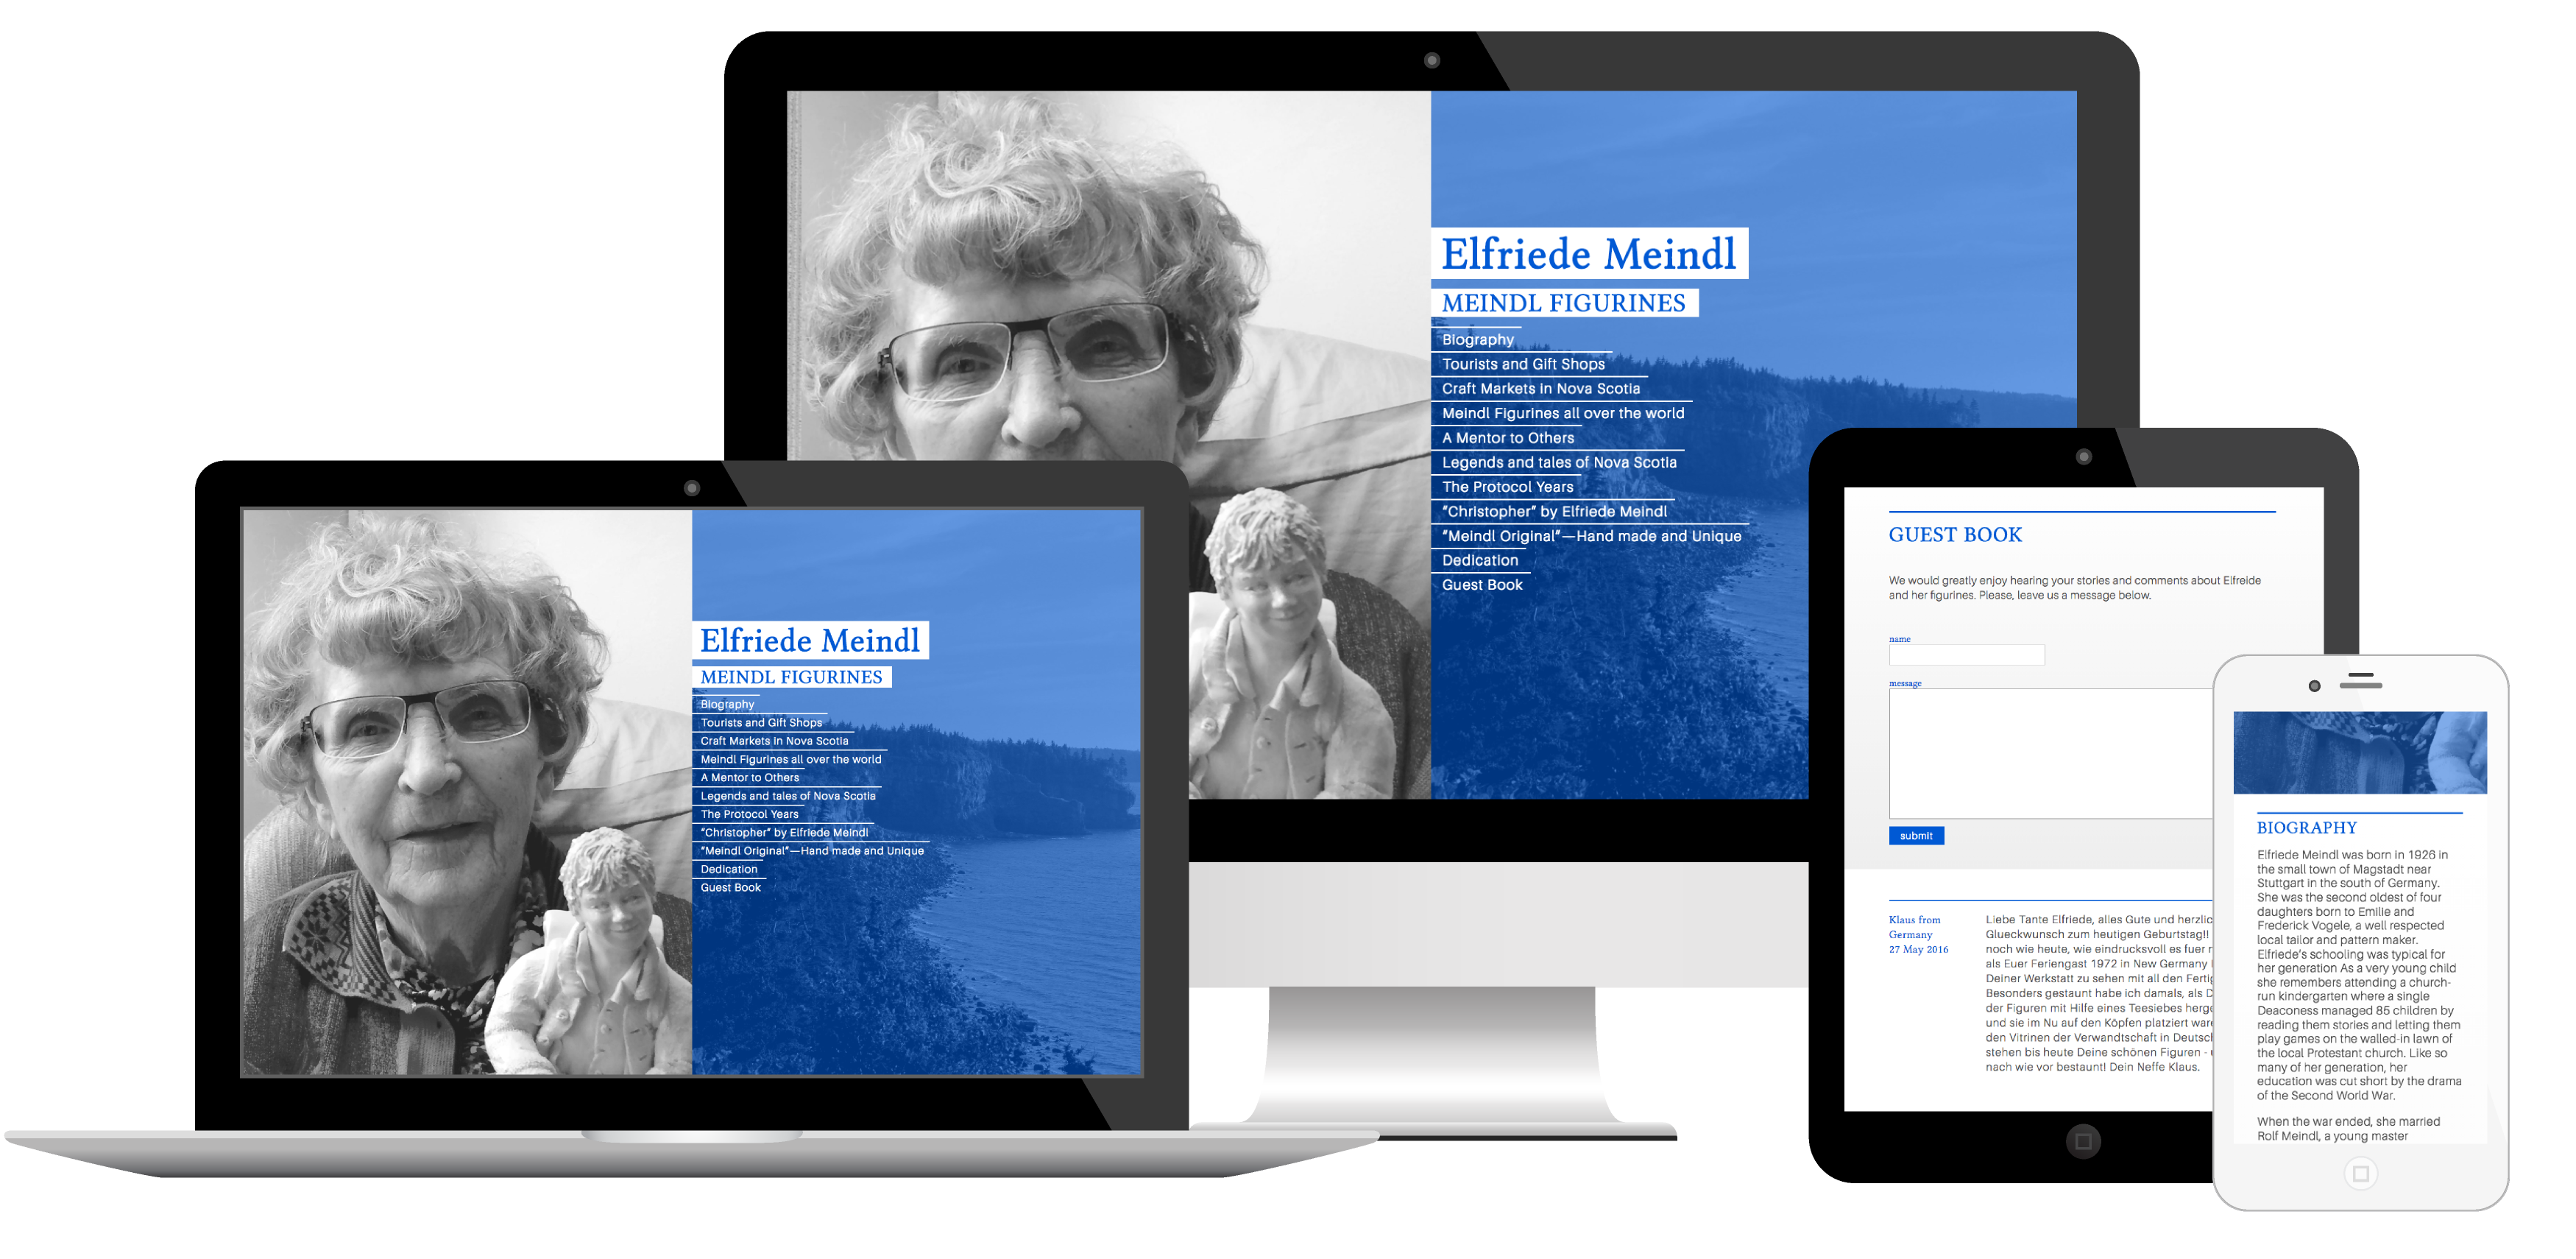 Elfriede Meindl
MEINDL FIGURINES
Biography
Tourists and Gift Shops
Craft Markets in Nova Scotia
Meindl Figurines all over the world
A Mentor to Others
Legends and tales of Nova Scotia
The Protocol Years
“Christopher” by Elfriede Meindl
“Meindl Original”—Hand made and Unique
Dedication
Guest Book
Elfriede Meindl
MEINDL FIGURINES
Biography
Tourists and Gift Shops
Craft Markets in Nova Scotia
Meindl Figurines all over the world
A Mentor to Others
Legends and tales of Nova Scotia
The Protocol Years
“Christopher” by Elfriede Meindl
“Meindl Original”—Hand made and Unique
Dedication
Guest Book
GUEST BOOK
We would greatly enjoy hearing your stories and comments about Elfreide
and her figurines. Please, leave us a message below.
name
message
submit
Klaus from
Germany
27 May 2016
Liebe Tante Elfriede, alles Gute und herzlic
Glueckwunsch zum heutigen Geburtstag!!
noch wie heute, wie eindrucksvoll es fuer
als Euer Feriengast 1972 in New Germany
Deiner Werkstatt zu sehen mit all den Fertig
Besonders gestaunt habe ich damals, als D
der Figuren mit Hilfe eines Teesiebes herg
und sie im Nu auf den Köpfen platziert ware
den Vitrinen der Verwandtschaft in Deutsch
stehen bis heute Deine schönen Figuren -
nach wie vor bestaunt! Dein Neffe Klaus.
BIOGRAPHY
Elfriede Meindl was born in 1926 in
the small town of Magstadt near
Stuttgart in the south of Germany.
She was the second oldest of four
daughters born to Emilie and
Frederick Vogele, a well respected
local tailor and pattern maker.
Elfriede's schooling was typical for
her generation As a very young child
she remembers attending a church-
run kindergarten where a single
Deaconess managed 85 children by
reading them stories and letting them
play games on the walled-in lawn of
the local Protestant church. Like so
many of her generation, her
education was cut short by the drama
of the Second World War.
When the war ended, she married
Rolf Meindl, a young master